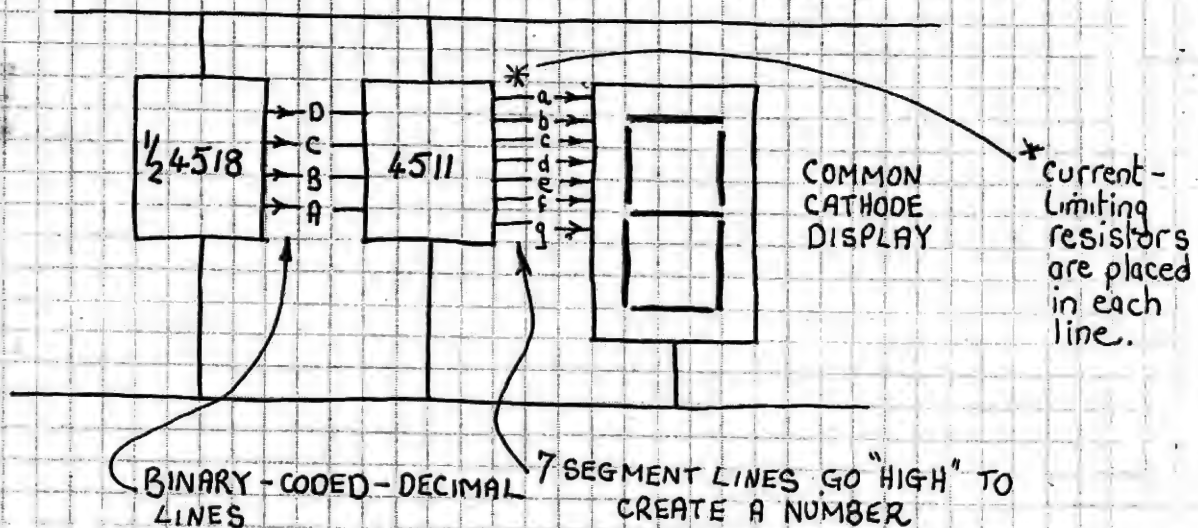 ½ 4518
D
C
B
A
4511
*
a
b
c
d
e
f
g
COMMON
CATHODE
DISPLAY
* Current-
Limiting
resistors
are placed
in each
line.
BINARY-CODED-DECIMAL
LINES
7 SEGMENT LINES GO "HIGH" TO
CREATE A NUMBER